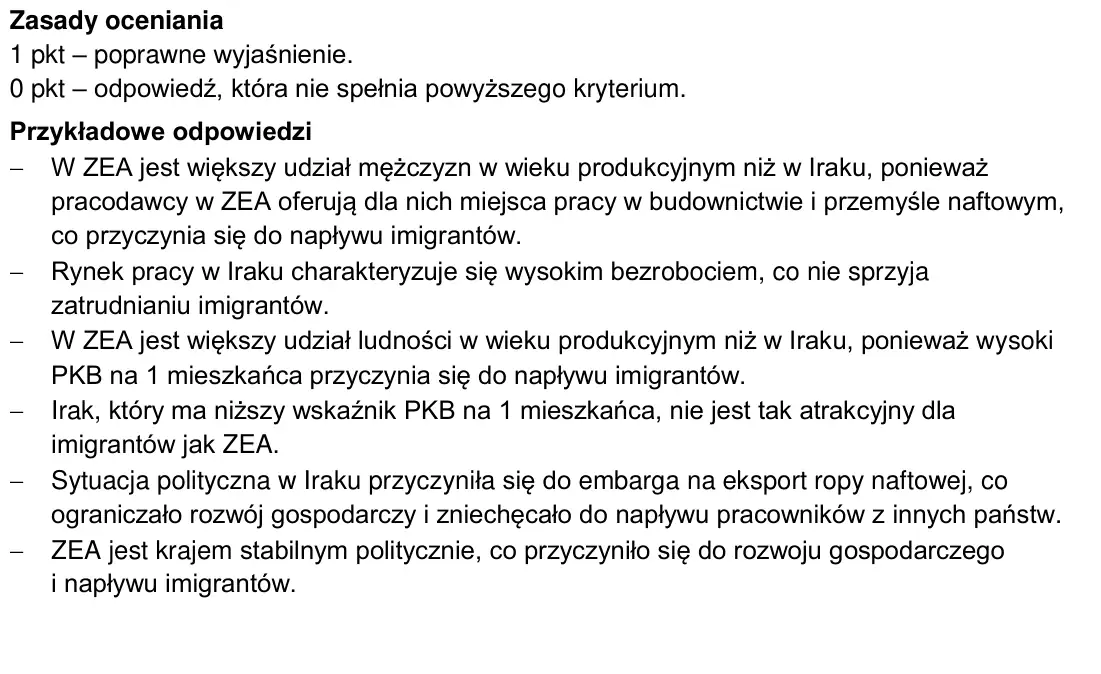 Zasady oceniania
1 pkt – poprawne wyjaśnienie.
0 pkt – odpowiedź, która nie spełnia powyższego kryterium.
Przykładowe odpowiedzi
– W ZEA jest większy udział mężczyzn w wieku produkcyjnym niż w Iraku, ponieważ
pracodawcy w ZEA oferują dla nich miejsca pracy w budownictwie i przemyśle naftowym,
co przyczynia się do napływu imigrantów.
– Rynek pracy w Iraku charakteryzuje się wysokim bezrobociem, co nie sprzyja
zatrudnianiu imigrantów.
– W ZEA jest większy udział ludności w wieku produkcyjnym niż w Iraku, ponieważ wysoki
PKB na 1 mieszkańca przyczynia się do napływu imigrantów.
– Irak, który ma niższy wskaźnik PKB na 1 mieszkańca, nie jest tak atrakcyjny dla
imigrantów jak ZEA.
– Sytuacja polityczna w Iraku przyczyniła się do embarga na eksport ropy naftowej, co
ograniczało rozwój gospodarczy i zniechęcało do napływu pracowników z innych państw.
– ZEA jest krajem stabilnym politycznie, co przyczyniło się do rozwoju gospodarczego
i napływu imigrantów.